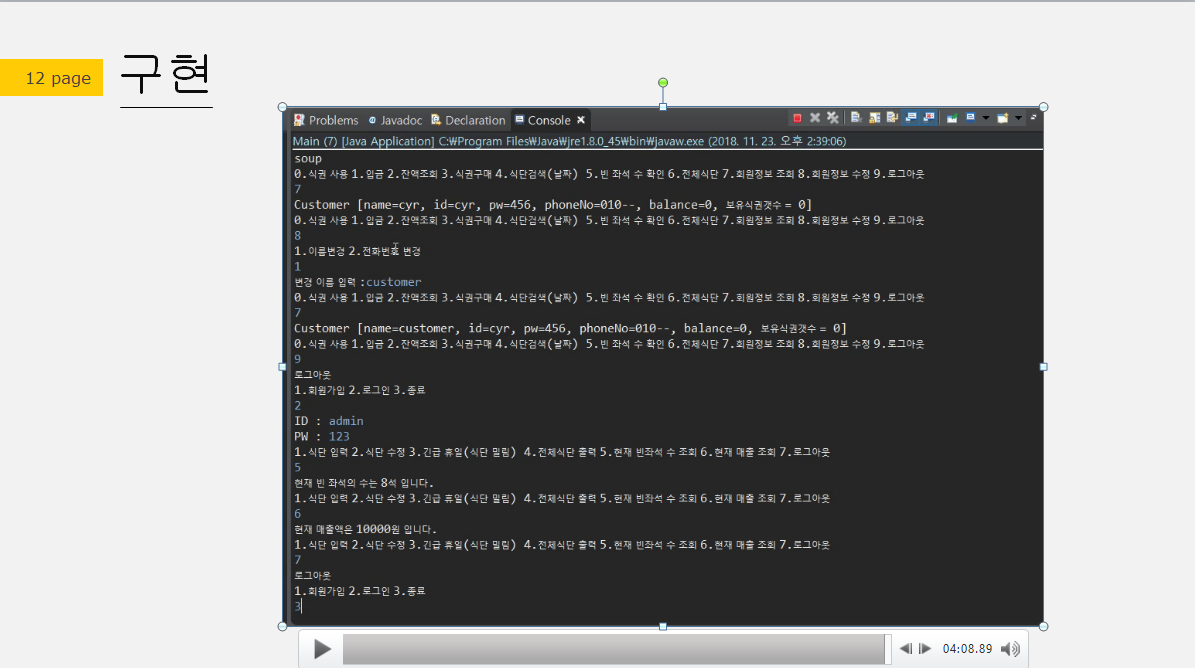 12 page
구현
Problems Javadoc Declaration Console
Main (7) [Java Application] C:₩Program Files₩Java₩jre1.8.0_45₩bin₩javaw.exe (2018. 11. 23. 오후 2:39:06)
soup
0.식권 사용 1.입금 2.잔액조회 3.식권구매 4.식단검색(날짜) 5.빈 좌석 수 확인 6.전체식단 7.회원정보 조회 8.회원정보 수정 9.로그아웃
7
Customer [name=cyr, id=cyr, pw=456, phoneNo=010--, balance=0, 보유식권갯수 = 0]
0.식권 사용 1.입금 2.잔액조회 3.식권구매 4.식단검색(날짜) 5.빈 좌석 수 확인 6.전체식단 7.회원정보 조회 8.회원정보 수정 9.로그아웃
8
1.이름변경 2.전화번호 변경
1
변경 이름 입력 :customer
0.식권 사용 1.입금 2.잔액조회 3.식권구매 4.식단검색(날짜) 5.빈 좌석 수 확인 6.전체식단 7.회원정보 조회 8.회원정보 수정 9.로그아웃
7
Customer [name=customer, id=cyr, pw=456, phoneNo=010--, balance=0, 보유식권갯수 = 0]
0.식권 사용 1.입금 2.잔액조회 3.식권구매 4.식단검색(날짜) 5.빈 좌석 수 확인 6.전체식단 7.회원정보 조회 8.회원정보 수정 9.로그아웃
9
로그아웃
1.회원가입 2.로그인 3.종료
2
ID : admin
PW : 123
1.식단 입력 2.식단 수정 3.긴급 휴일(식단 밀림) 4.전체식단 출력 5.현재 빈좌석 수 조회 6.현재 매출 조회 7.로그아웃
5
현재 빈 좌석의 수는 8석 입니다.
1.식단 입력 2.식단 수정 3.긴급 휴일(식단 밀림) 4.전체식단 출력 5.현재 빈좌석 수 조회 6.현재 매출 조회 7.로그아웃
6
현재 매출액은 10000원 입니다.
1.식단 입력 2.식단 수정 3.긴급 휴일(식단 밀림) 4.전체식단 출력 5.현재 빈좌석 수 조회 6.현재 매출 조회 7.로그아웃
7
로그아웃
1.회원가입 2.로그인 3.종료
3
04:08.89